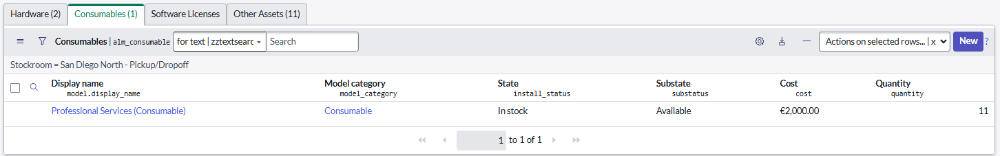 Hardware (2) Consumables (1) Software Licenses Other Assets (11)
Consumables | alm_consumable for text | zztextsearc Search Actions on selected rows... | x New ?
Stockroom = San Diego North - Pickup/Dropoff
Display name Model category State Substate Cost Quantity
model.display_name model_category install_status substatus cost quantity
Professional Services (Consumable) Consumable In stock Available €2,000.00 11
1 to 1 of 1